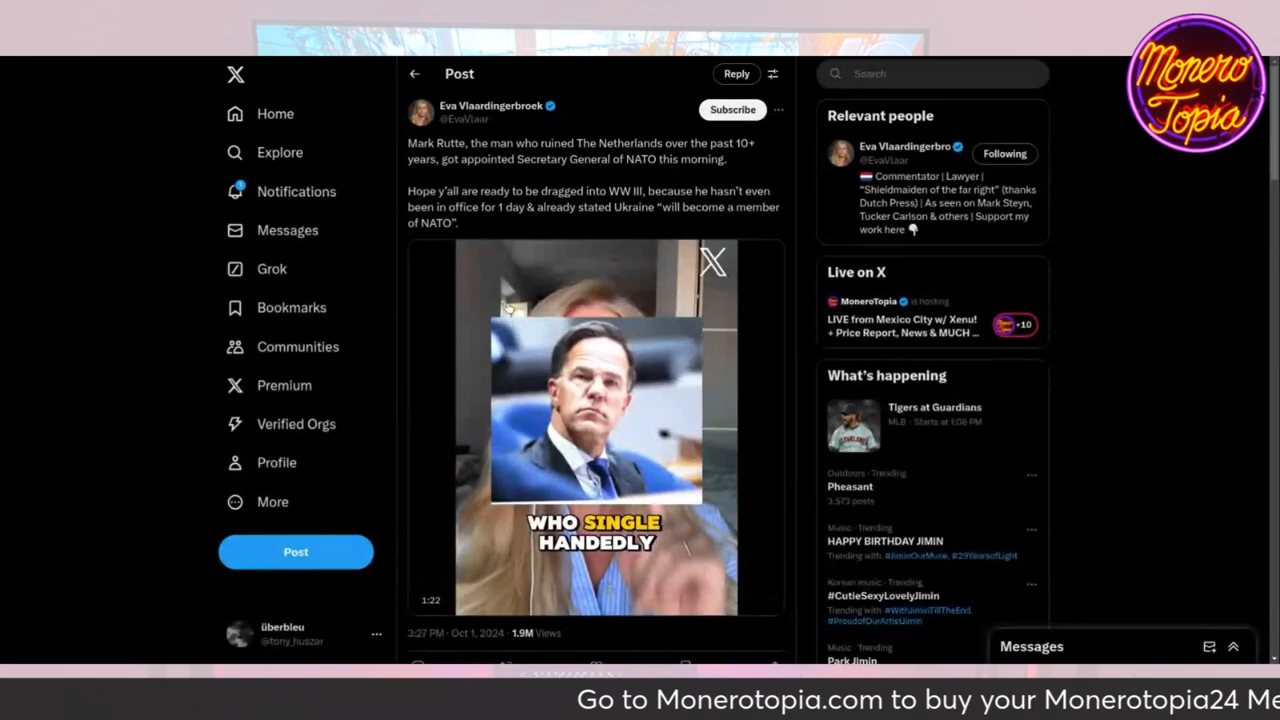 Monero
Topia
Post
Reply
Search
Home
Explore
Notifications
Messages
Grok
Bookmarks
Communities
Premium
Verified Orgs
Profile
More
Post
überbleu
@tony_huszar
Eva Vlaardingerbroek
@EvaVlaar
Subscribe
Mark Rutte, the man who ruined The Netherlands over the past 10+
years, got appointed Secretary General of NATO this morning.
Hope y'all are ready to be dragged into WW III, because he hasn't even
been in office for 1 day & already stated Ukraine “will become a member
of NATO”.
WHO SINGLE
HANDEDLY
1:22
3:27 PM · Oct 1, 2024 · 1.9M Views
Relevant people
Eva Vlaardingerbro
@EvaVlaar
Following
Commentator | Lawyer |
“Shieldmaiden of the far right” (thanks
Dutch Press) | As seen on Mark Steyn,
Tucker Carlson & others | Support my
work here
Live on X
MoneroTopia is hosting
LIVE from Mexico City w/ Xenu!
+ Price Report, News & MUCH ...
+10
What's happening
Tigers at Guardians
MLB · Starts at 1:08 PM
Outdoors · Trending
Pheasant
3,573 posts
Music · Trending
HAPPY BIRTHDAY JIMIN
Trending with #JiminOurMuse, #29YearsofLight
Korean music · Trending
#CutieSexyLovelyJimin
Trending with #WithJiminTillTheEnd,
#ProudofOurArtistJimin
Music · Trending
Park Jimin
Messages
Go to Monerotopia.com to buy your Monerotopia24 Me